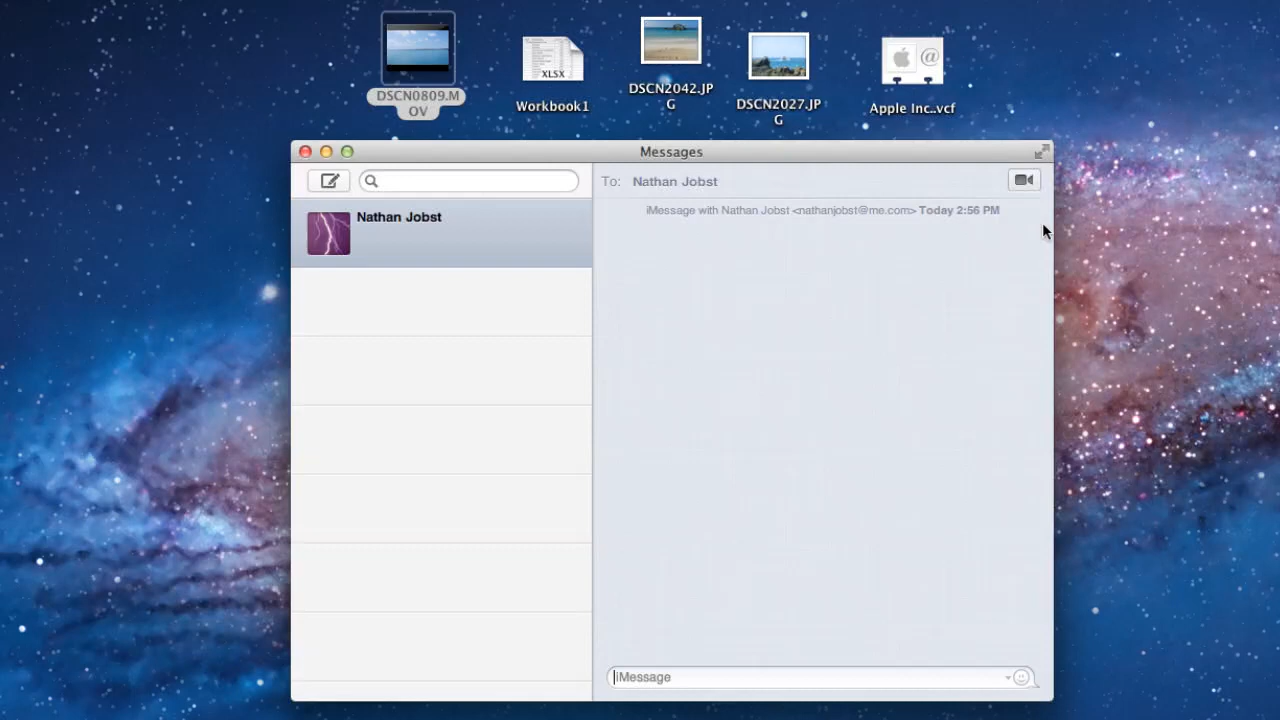 DSCN0809.M
OV
XLSX
Workbook1
DSCN2042.JP
G
DSCN2027.JP
G
@
Apple Inc..vcf
Messages
Nathan Jobst
To: Nathan Jobst
iMessage with Nathan Jobst <nathanjobst@me.com> Today 2:56 PM
iMessage